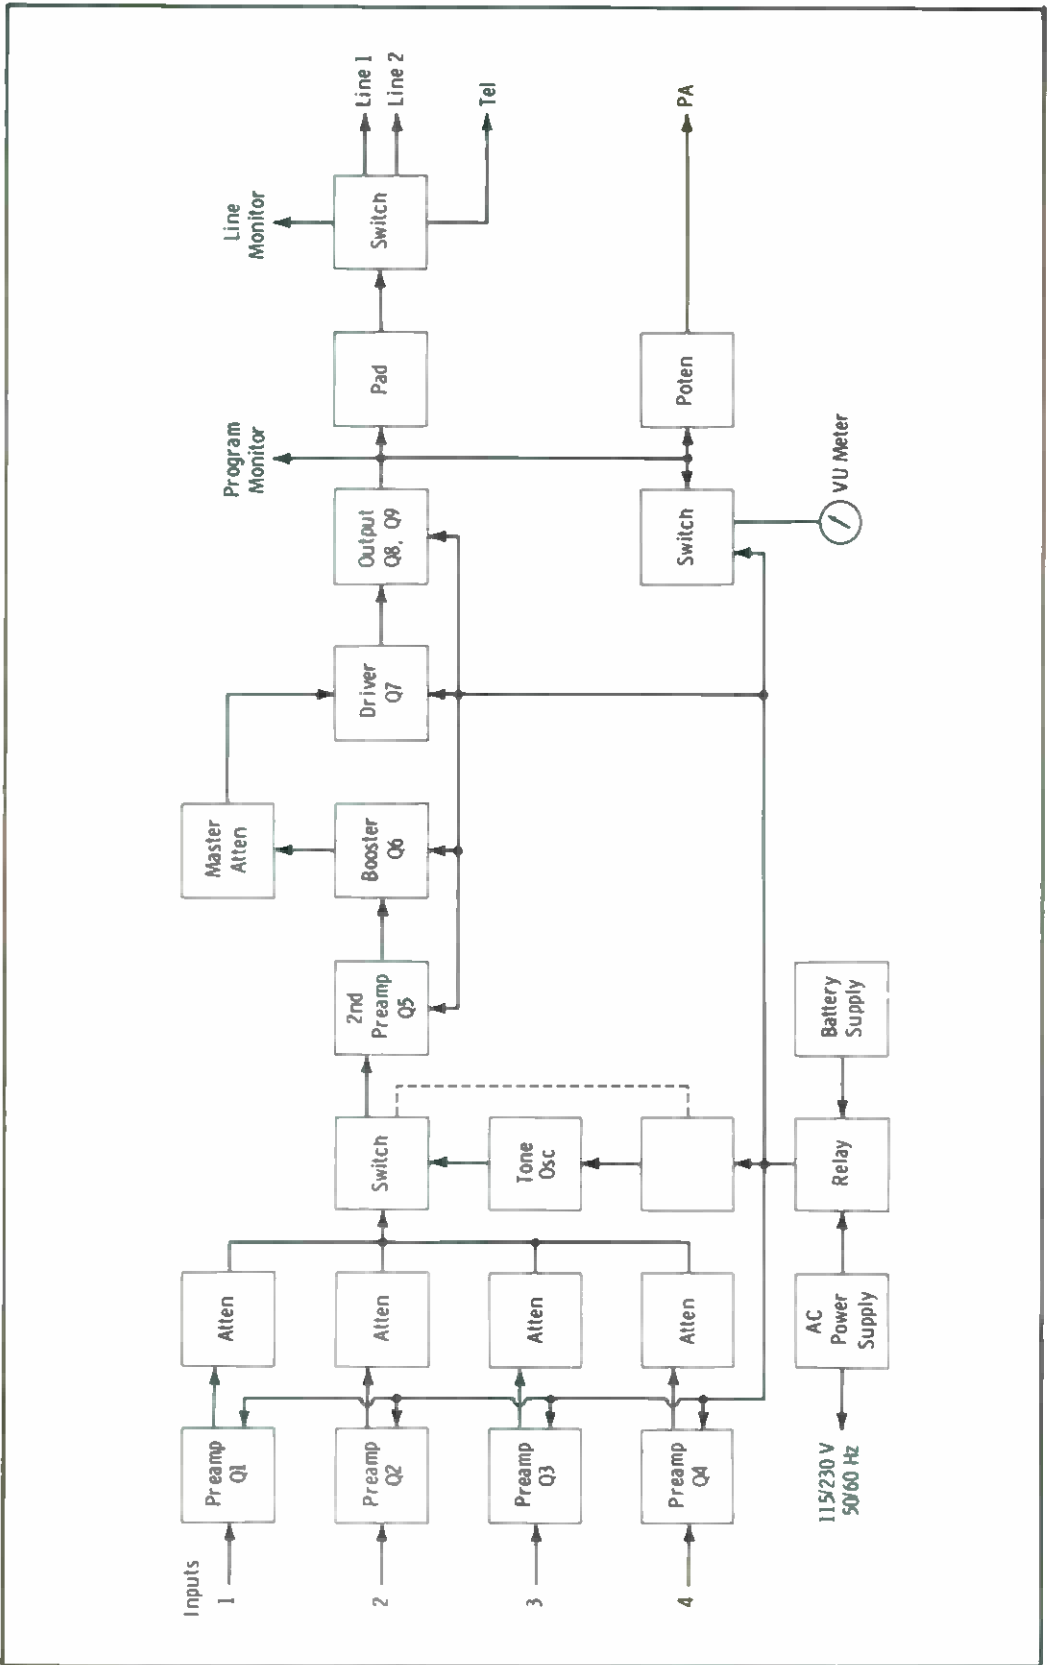 Inputs
1
Preamp
Q1
Atten
2
Preamp
Q2
Atten
3
Preamp
Q3
Atten
4
Preamp
Q4
Atten
Switch
Tone
Osc
2nd
Preamp
Q5
Booster
Q6
Master
Atten
Driver
Q7
Output
Q8, Q9
Program
Monitor
Pad
Switch
Line
Monitor
Line 1
Line 2
Tel
Switch
VU Meter
Poten
PA
115/230 V
50/60 Hz
AC
Power
Supply
Relay
Battery
Supply